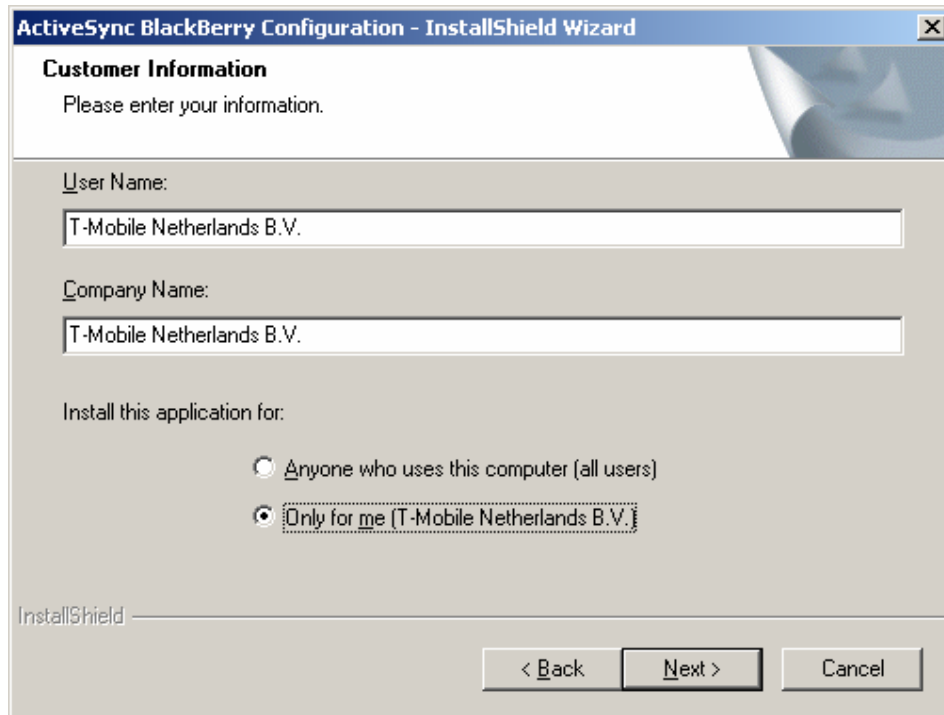 ActiveSync BlackBerry Configuration - InstallShield Wizard
Customer Information
Please enter your information.
User Name:
T-Mobile Netherlands B.V.
Company Name:
T-Mobile Netherlands B.V.
Install this application for:
Anyone who uses this computer (all users)
Only for me (T-Mobile Netherlands B.V.)
InstallShield
< Back Next > Cancel